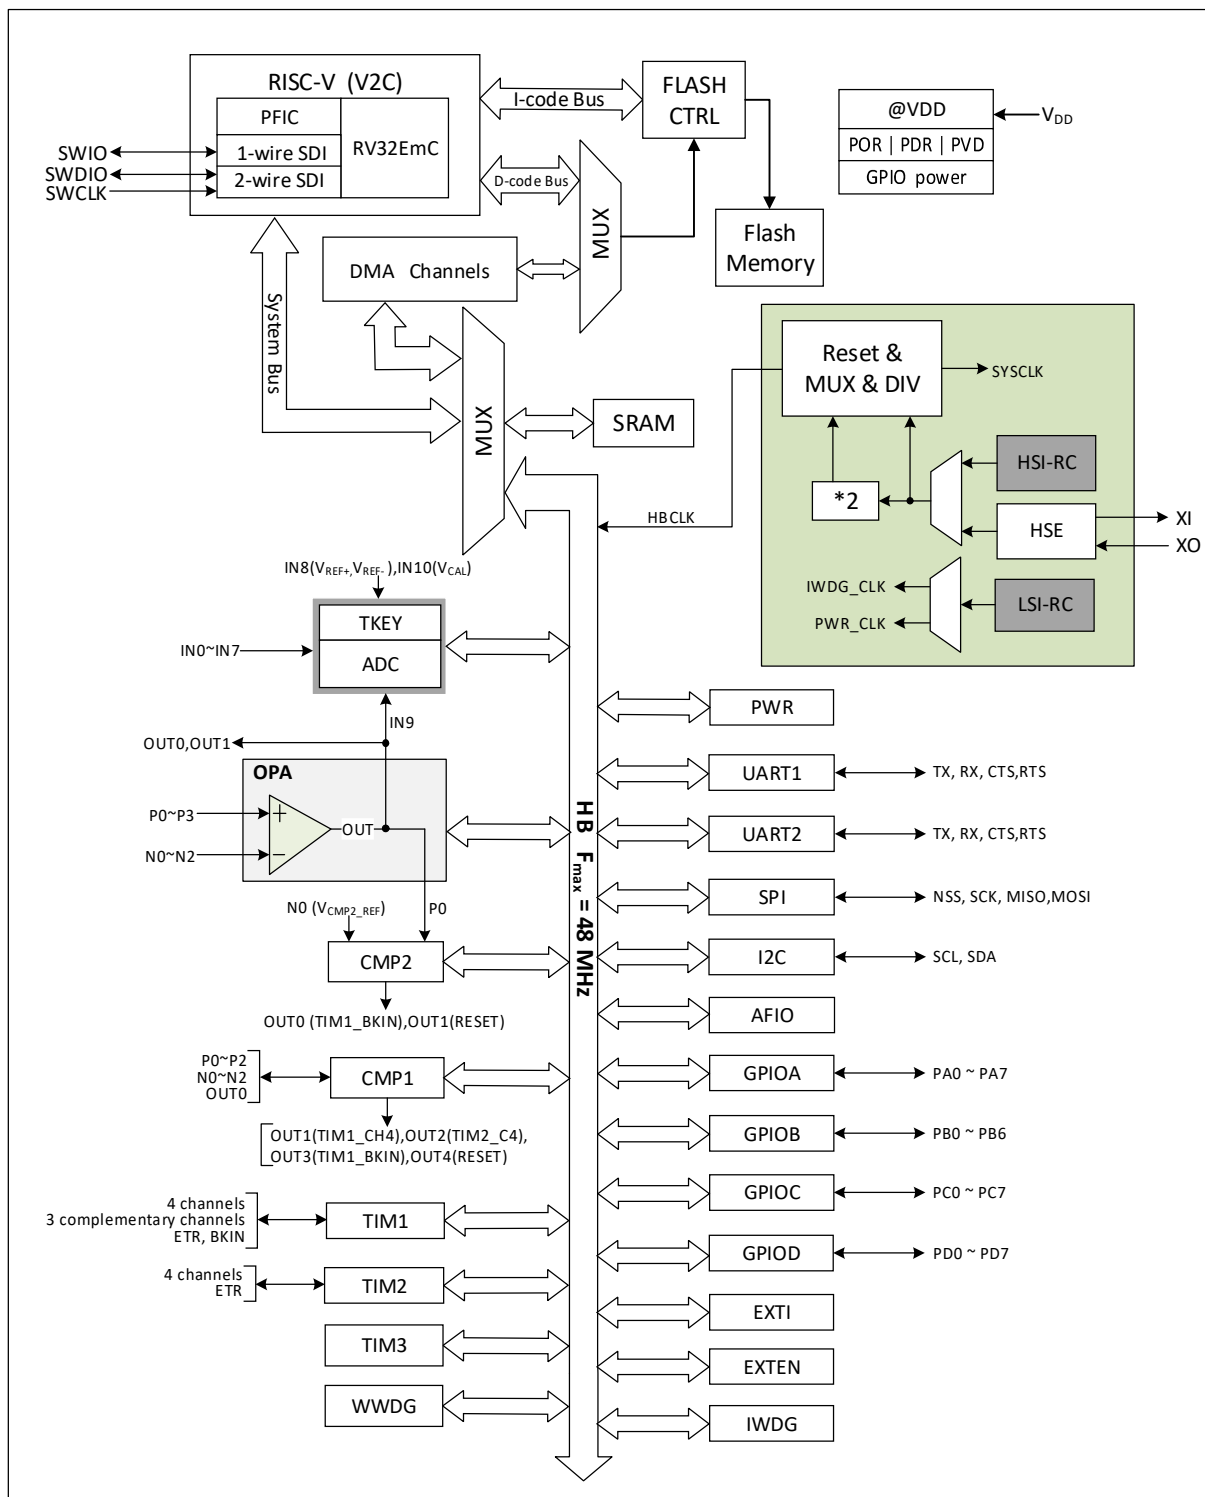 RISC-V (V2C)
PFIC
1-wire SDI
2-wire SDI
RV32EmC
SWIO
SWDIO
SWCLK
I-code Bus
D-code Bus
FLASH
CTRL
MUX
Flash
Memory
@VDD
POR | PDR | PVD
GPIO power
VDD
DMA Channels
System Bus
MUX
SRAM
Reset &
MUX & DIV
SYSCLK
HSI-RC
*2
HSE
XI
XO
HBCLK
IWDG_CLK
PWR_CLK
LSI-RC
IN8(VREF+,VREF-),IN10(VCAL)
TKEY
ADC
IN0~IN7
IN9
OUT0,OUT1
OPA
P0~P3
+
OUT
N0~N2
-
N0 (VCMP2_REF)
P0
CMP2
OUT0 (TIM1_BKIN),OUT1(RESET)
P0~P2
N0~N2
OUT0
CMP1
OUT1(TIM1_CH4),OUT2(TIM2_C4),
OUT3(TIM1_BKIN),OUT4(RESET)
4 channels
3 complementary channels
ETR, BKIN
TIM1
4 channels
ETR
TIM2
TIM3
WWDG
HB Fmax = 48 MHz
PWR
UART1
TX, RX, CTS,RTS
UART2
TX, RX, CTS,RTS
SPI
NSS, SCK, MISO,MOSI
I2C
SCL, SDA
AFIO
GPIOA
PA0 ~ PA7
GPIOB
PB0 ~ PB6
GPIOC
PC0 ~ PC7
GPIOD
PD0 ~ PD7
EXTI
EXTEN
IWDG